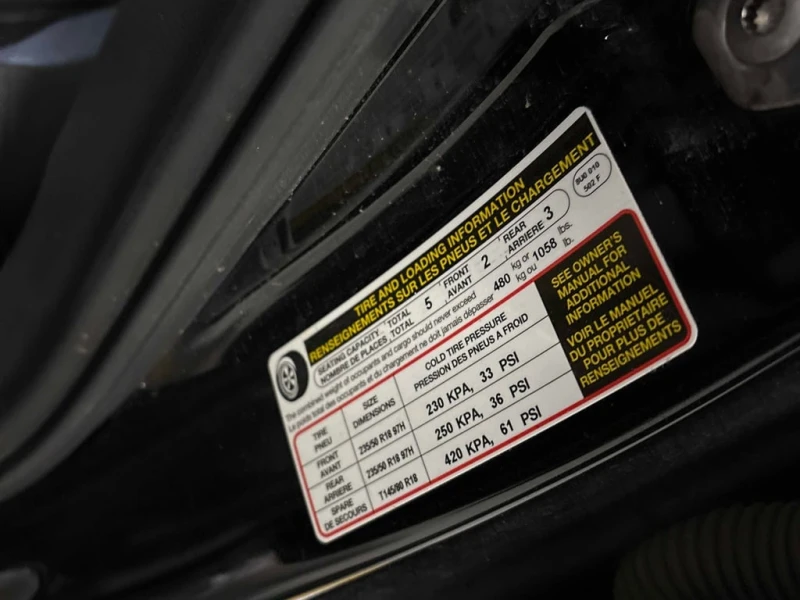 TIRE AND LOADING INFORMATION
RENSEIGNEMENTS SUR LES PNEUS ET LE CHARGEMENT
8U0 010
502 F
SEATING CAPACITY TOTAL 5 FRONT 2 REAR 3
NOMBRE DE PLACES TOTAL AVANT ARRIÈRE
The combined weight of occupants and cargo should never exceed 480 kg or 1058 lbs.
Le poids total des occupants et du chargement ne doit jamais dépasser kg ou lb.
TIRE
PNEU
SIZE
DIMENSIONS
COLD TIRE PRESSURE
PRESSION DES PNEUS A FROID
FRONT
AVANT
235/50 R18 97H
230 KPA, 33 PSI
REAR
ARRIÈRE
235/50 R18 97H
250 KPA, 36 PSI
SPARE
DE SECOURS
T145/80 R18
420 KPA, 61 PSI
SEE OWNER'S
MANUAL FOR
ADDITIONAL
INFORMATION
VOIR LE MANUEL
DU PROPRIETAIRE
POUR PLUS DE
RENSEIGNEMENTS